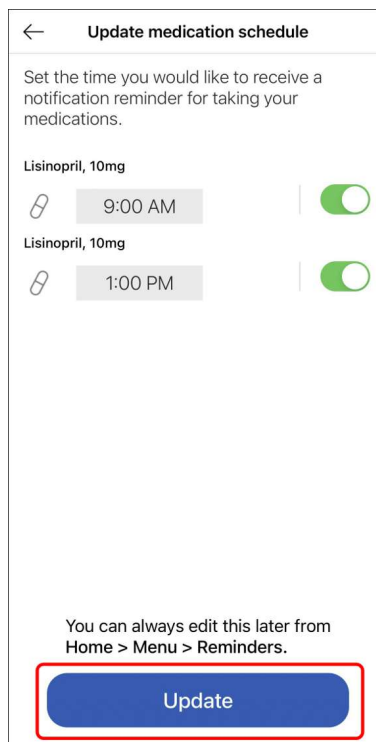 Update medication schedule
Set the time you would like to receive a
notification reminder for taking your
medications.
Lisinopril, 10mg
9:00 AM
Lisinopril, 10mg
1:00 PM
You can always edit this later from
Home > Menu > Reminders.
Update